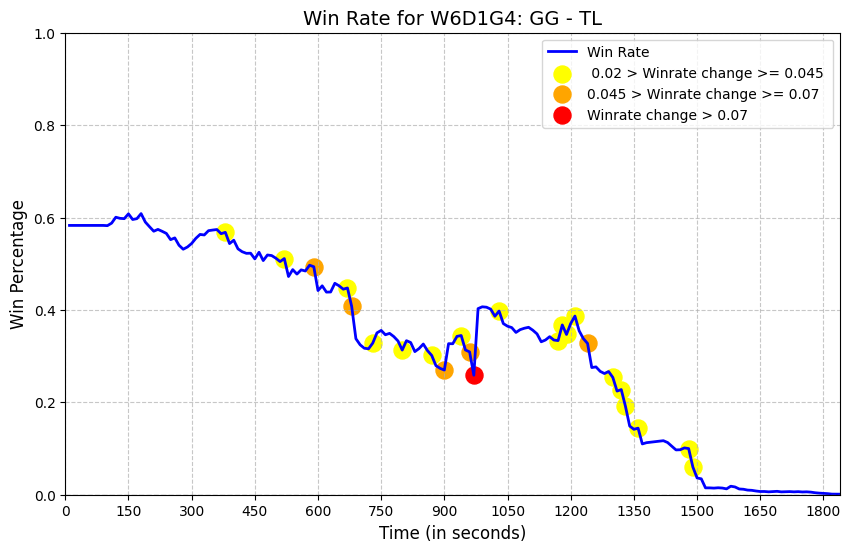 Win Rate for W6D1G4: GG - TL
Win Rate
0.02 > Winrate change >= 0.045
0.045 > Winrate change >= 0.07
Winrate change > 0.07
Win Percentage
1.0
0.8
0.6
0.4
0.2
0.0
0 150 300 450 600 750 900 1050 1200 1350 1500 1650 1800
Time (in seconds)